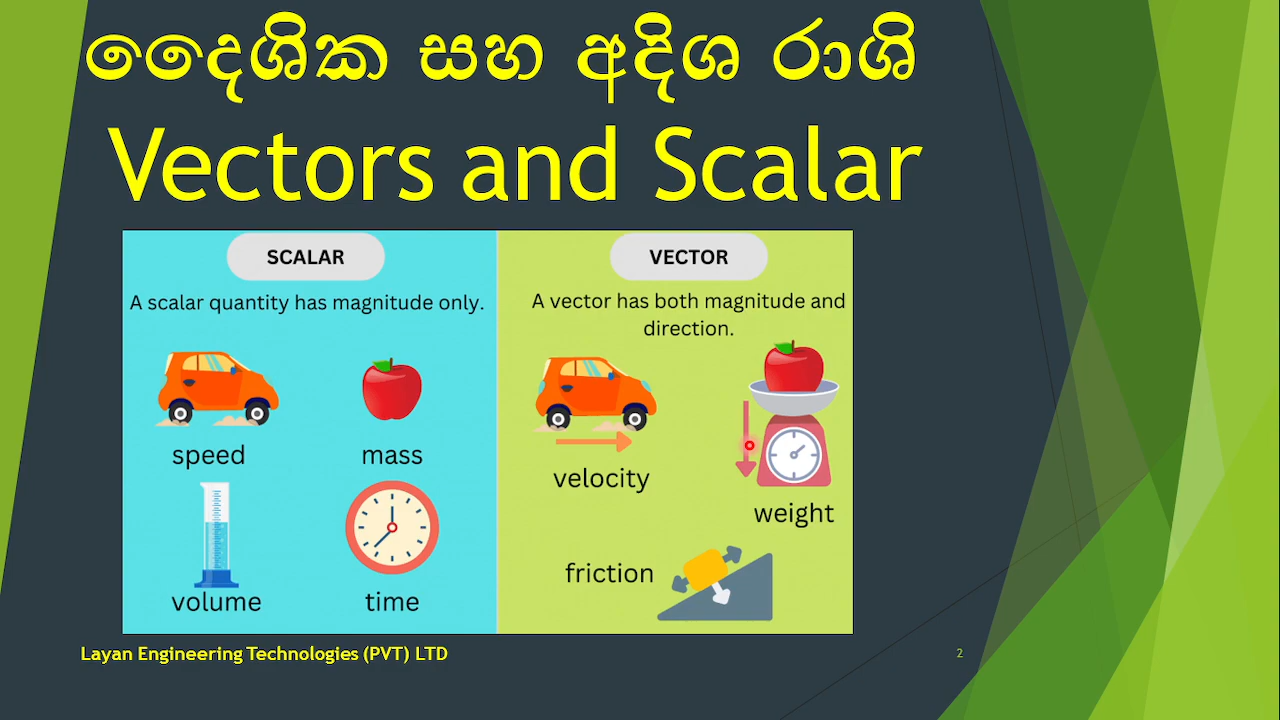 දෛශික සහ අදිශ රාශි
Vectors and Scalar
SCALAR
A scalar quantity has magnitude only.
speed
mass
volume
time
VECTOR
A vector has both magnitude and
direction.
velocity
weight
friction
Layan Engineering Technologies (PVT) LTD
2